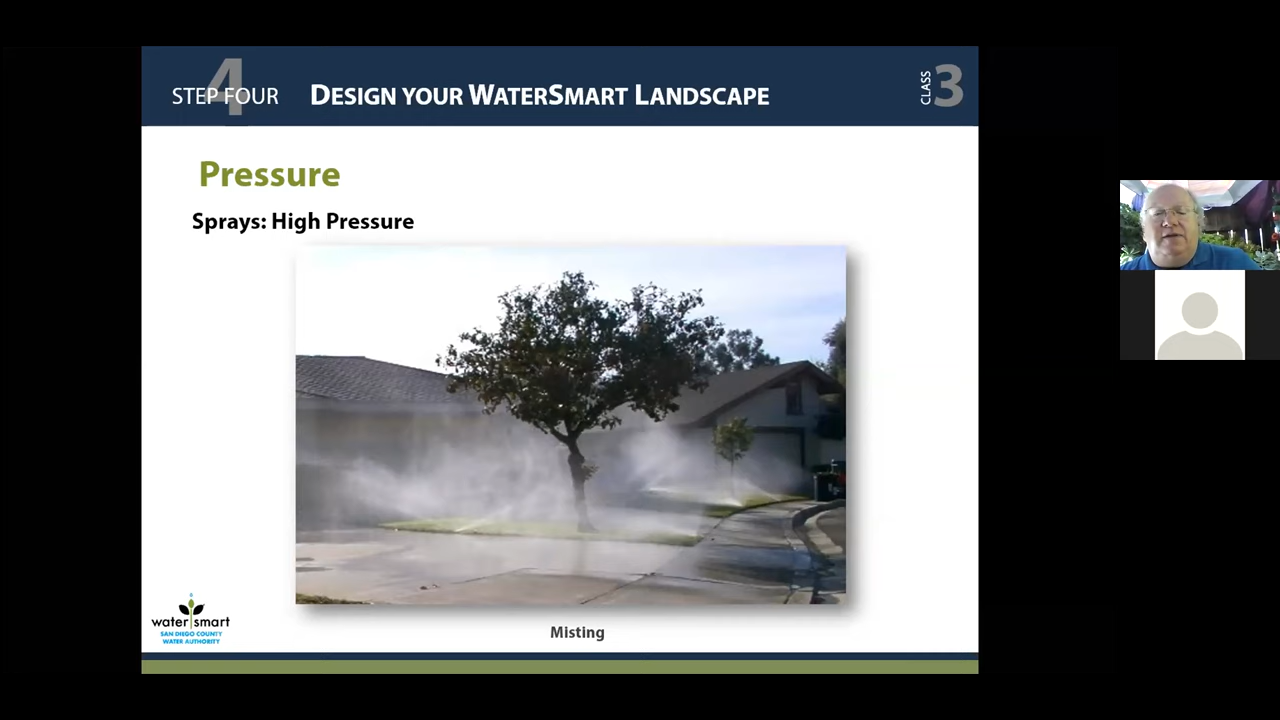 4
STEP FOUR
DESIGN YOUR WATERSMART LANDSCAPE
CLASS 3
Pressure
Sprays: High Pressure
Misting
water smart
SAN DIEGO COUNTY
WATER AUTHORITY